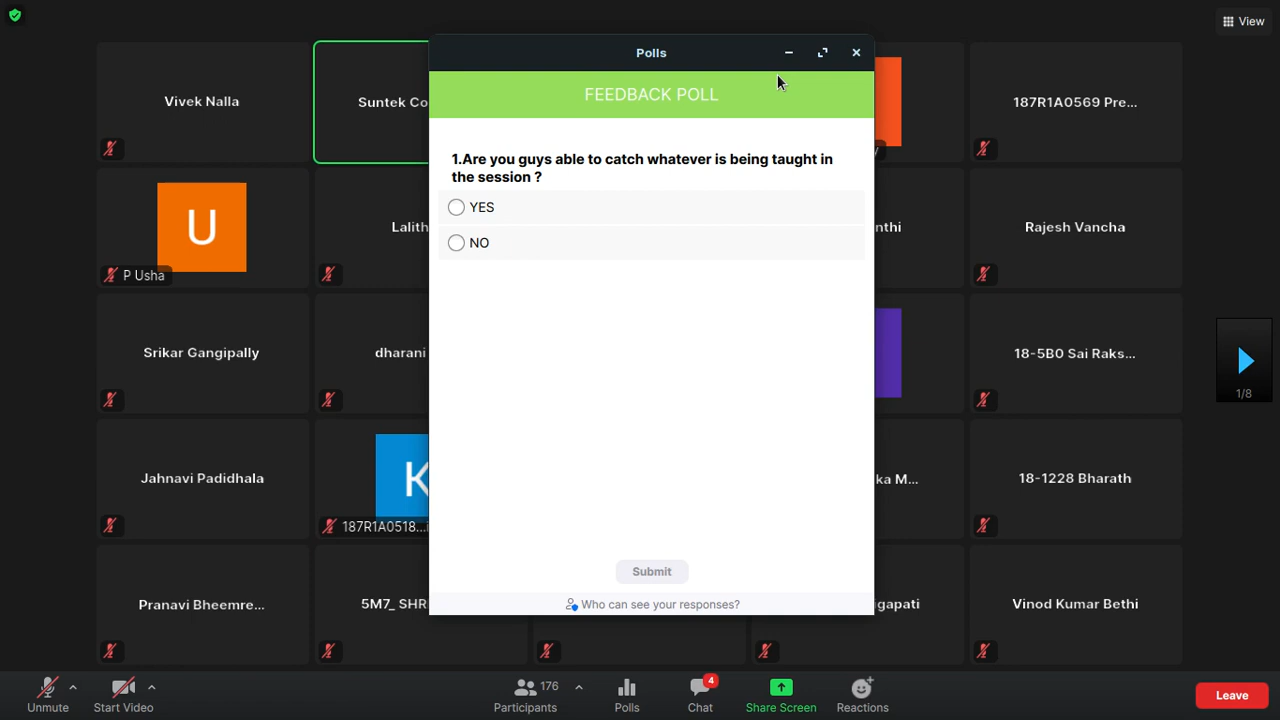 View
Polls
FEEDBACK POLL
1.Are you guys able to catch whatever is being taught in
the session ?
YES
NO
Submit
Who can see your responses?
Vivek Nalla
Suntek Co
187R1A0569 Pre...
U
P Usha
Lalith
nthi
Rajesh Vancha
Srikar Gangipally
dharani
18-5B0 Sai Raks...
1/8
Jahnavi Padidhala
K
187R1A0518...
ka M...
18-1228 Bharath
Pranavi Bheemre...
5M7_ SHR
gapati
Vinod Kumar Bethi
Unmute
Start Video
176
Participants
Polls
4
Chat
Share Screen
Reactions
Leave